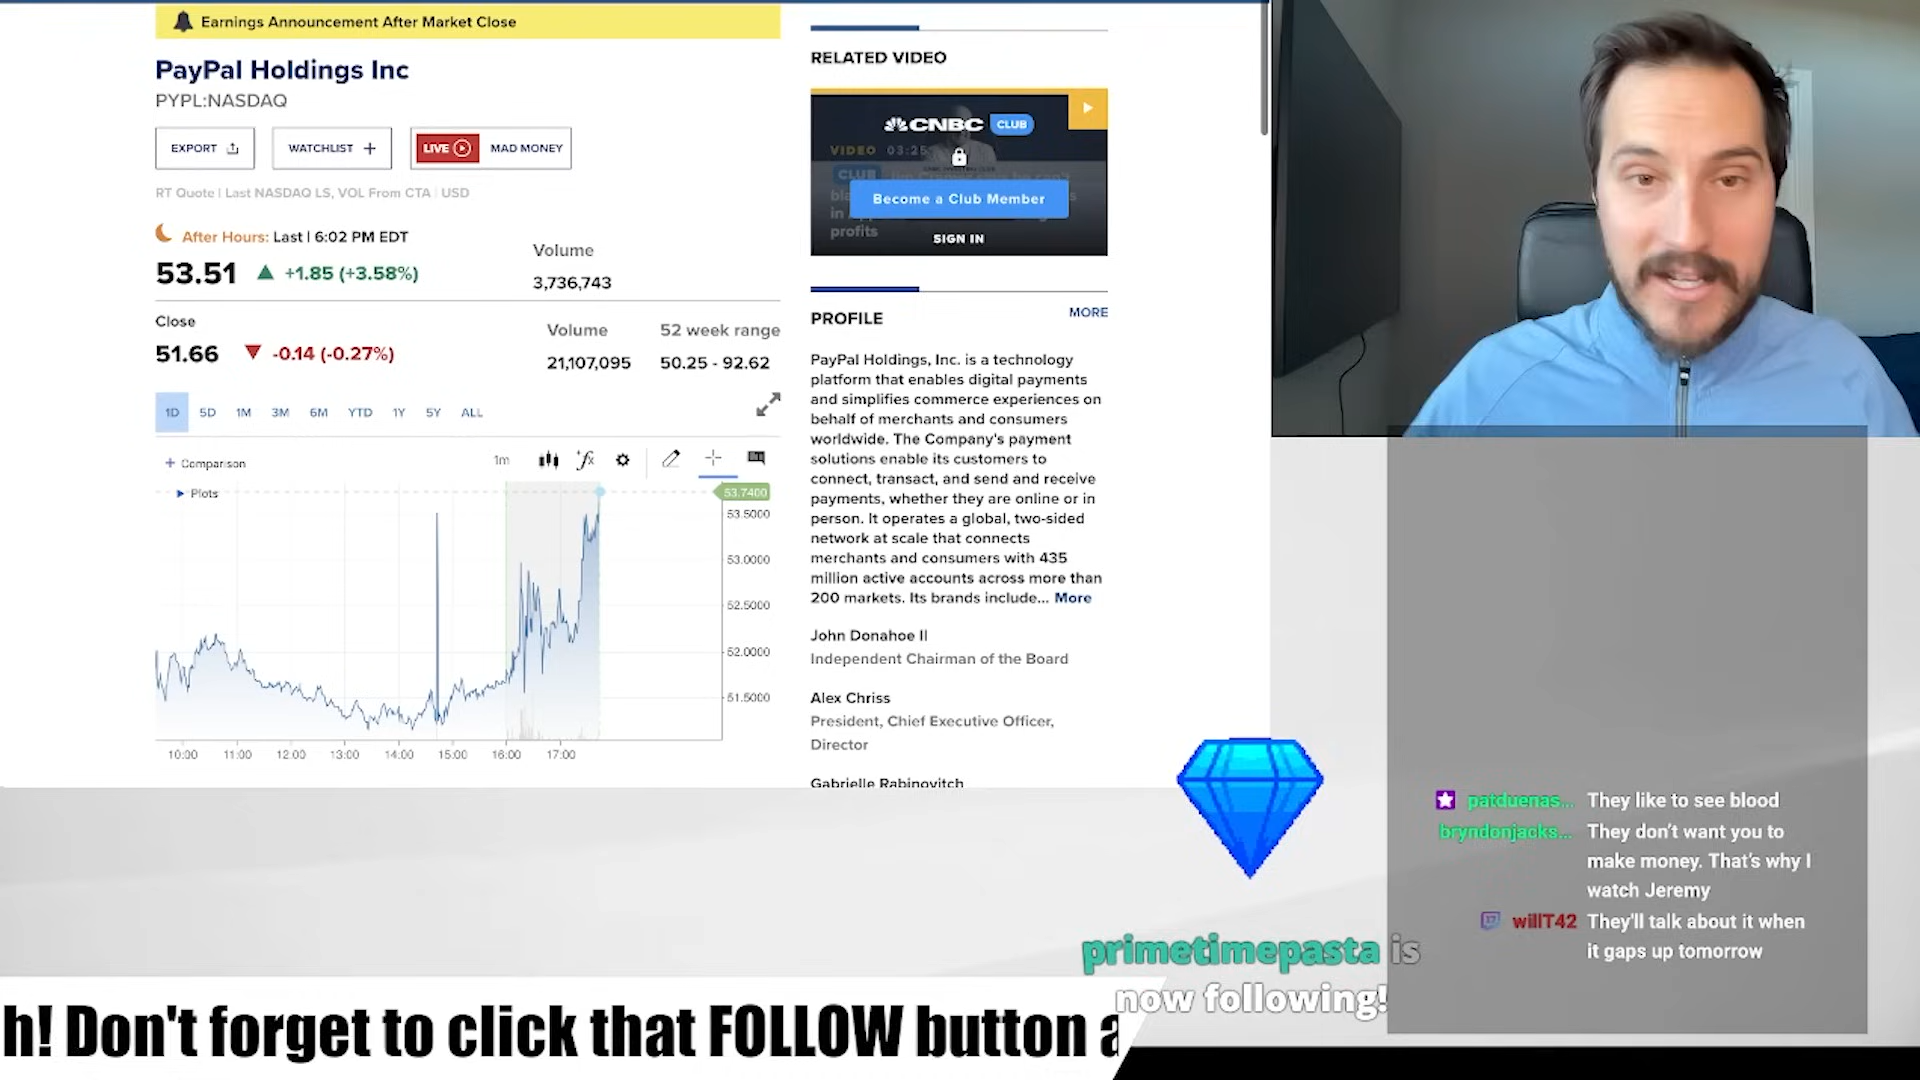 Earnings Announcement After Market Close
PayPal Holdings Inc
PYPL:NASDAQ
EXPORT
WATCHLIST +
LIVE MAD MONEY
RT Quote | Last NASDAQ LS, VOL From CTA | USD
After Hours: Last | 6:02 PM EDT
53.51 +1.85 (+3.58%)
Volume
3,736,743
Close
51.66 -0.14 (-0.27%)
Volume
21,107,095
52 week range
50.25 - 92.62
1D 5D 1M 3M 6M YTD 1Y 5Y ALL
+ Comparison
1m
Plots
53.7400
53.5000
53.0000
52.5000
52.0000
51.5000
10:00 11:00 12:00 13:00 14:00 15:00 16:00 17:00
RELATED VIDEO
CNBC CLUB
VIDEO 03:25
CLUB
Become a Club Member
profits
SIGN IN
PROFILE
MORE
PayPal Holdings, Inc. is a technology
platform that enables digital payments
and simplifies commerce experiences on
behalf of merchants and consumers
worldwide. The Company's payment
solutions enable its customers to
connect, transact, and send and receive
payments, whether they are online or in
person. It operates a global, two-sided
network at scale that connects
merchants and consumers with 435
million active accounts across more than
200 markets. Its brands include... More
John Donahoe II
Independent Chairman of the Board
Alex Chriss
President, Chief Executive Officer,
Director
Gabrielle Rabinovitch
patduenas... They like to see blood
bryndonjacks... They don't want you to
make money. That's why I
watch Jeremy
willT42 They'll talk about it when
it gaps up tomorrow
primetimepasta is
now following!
h! Don't forget to click that FOLLOW button a